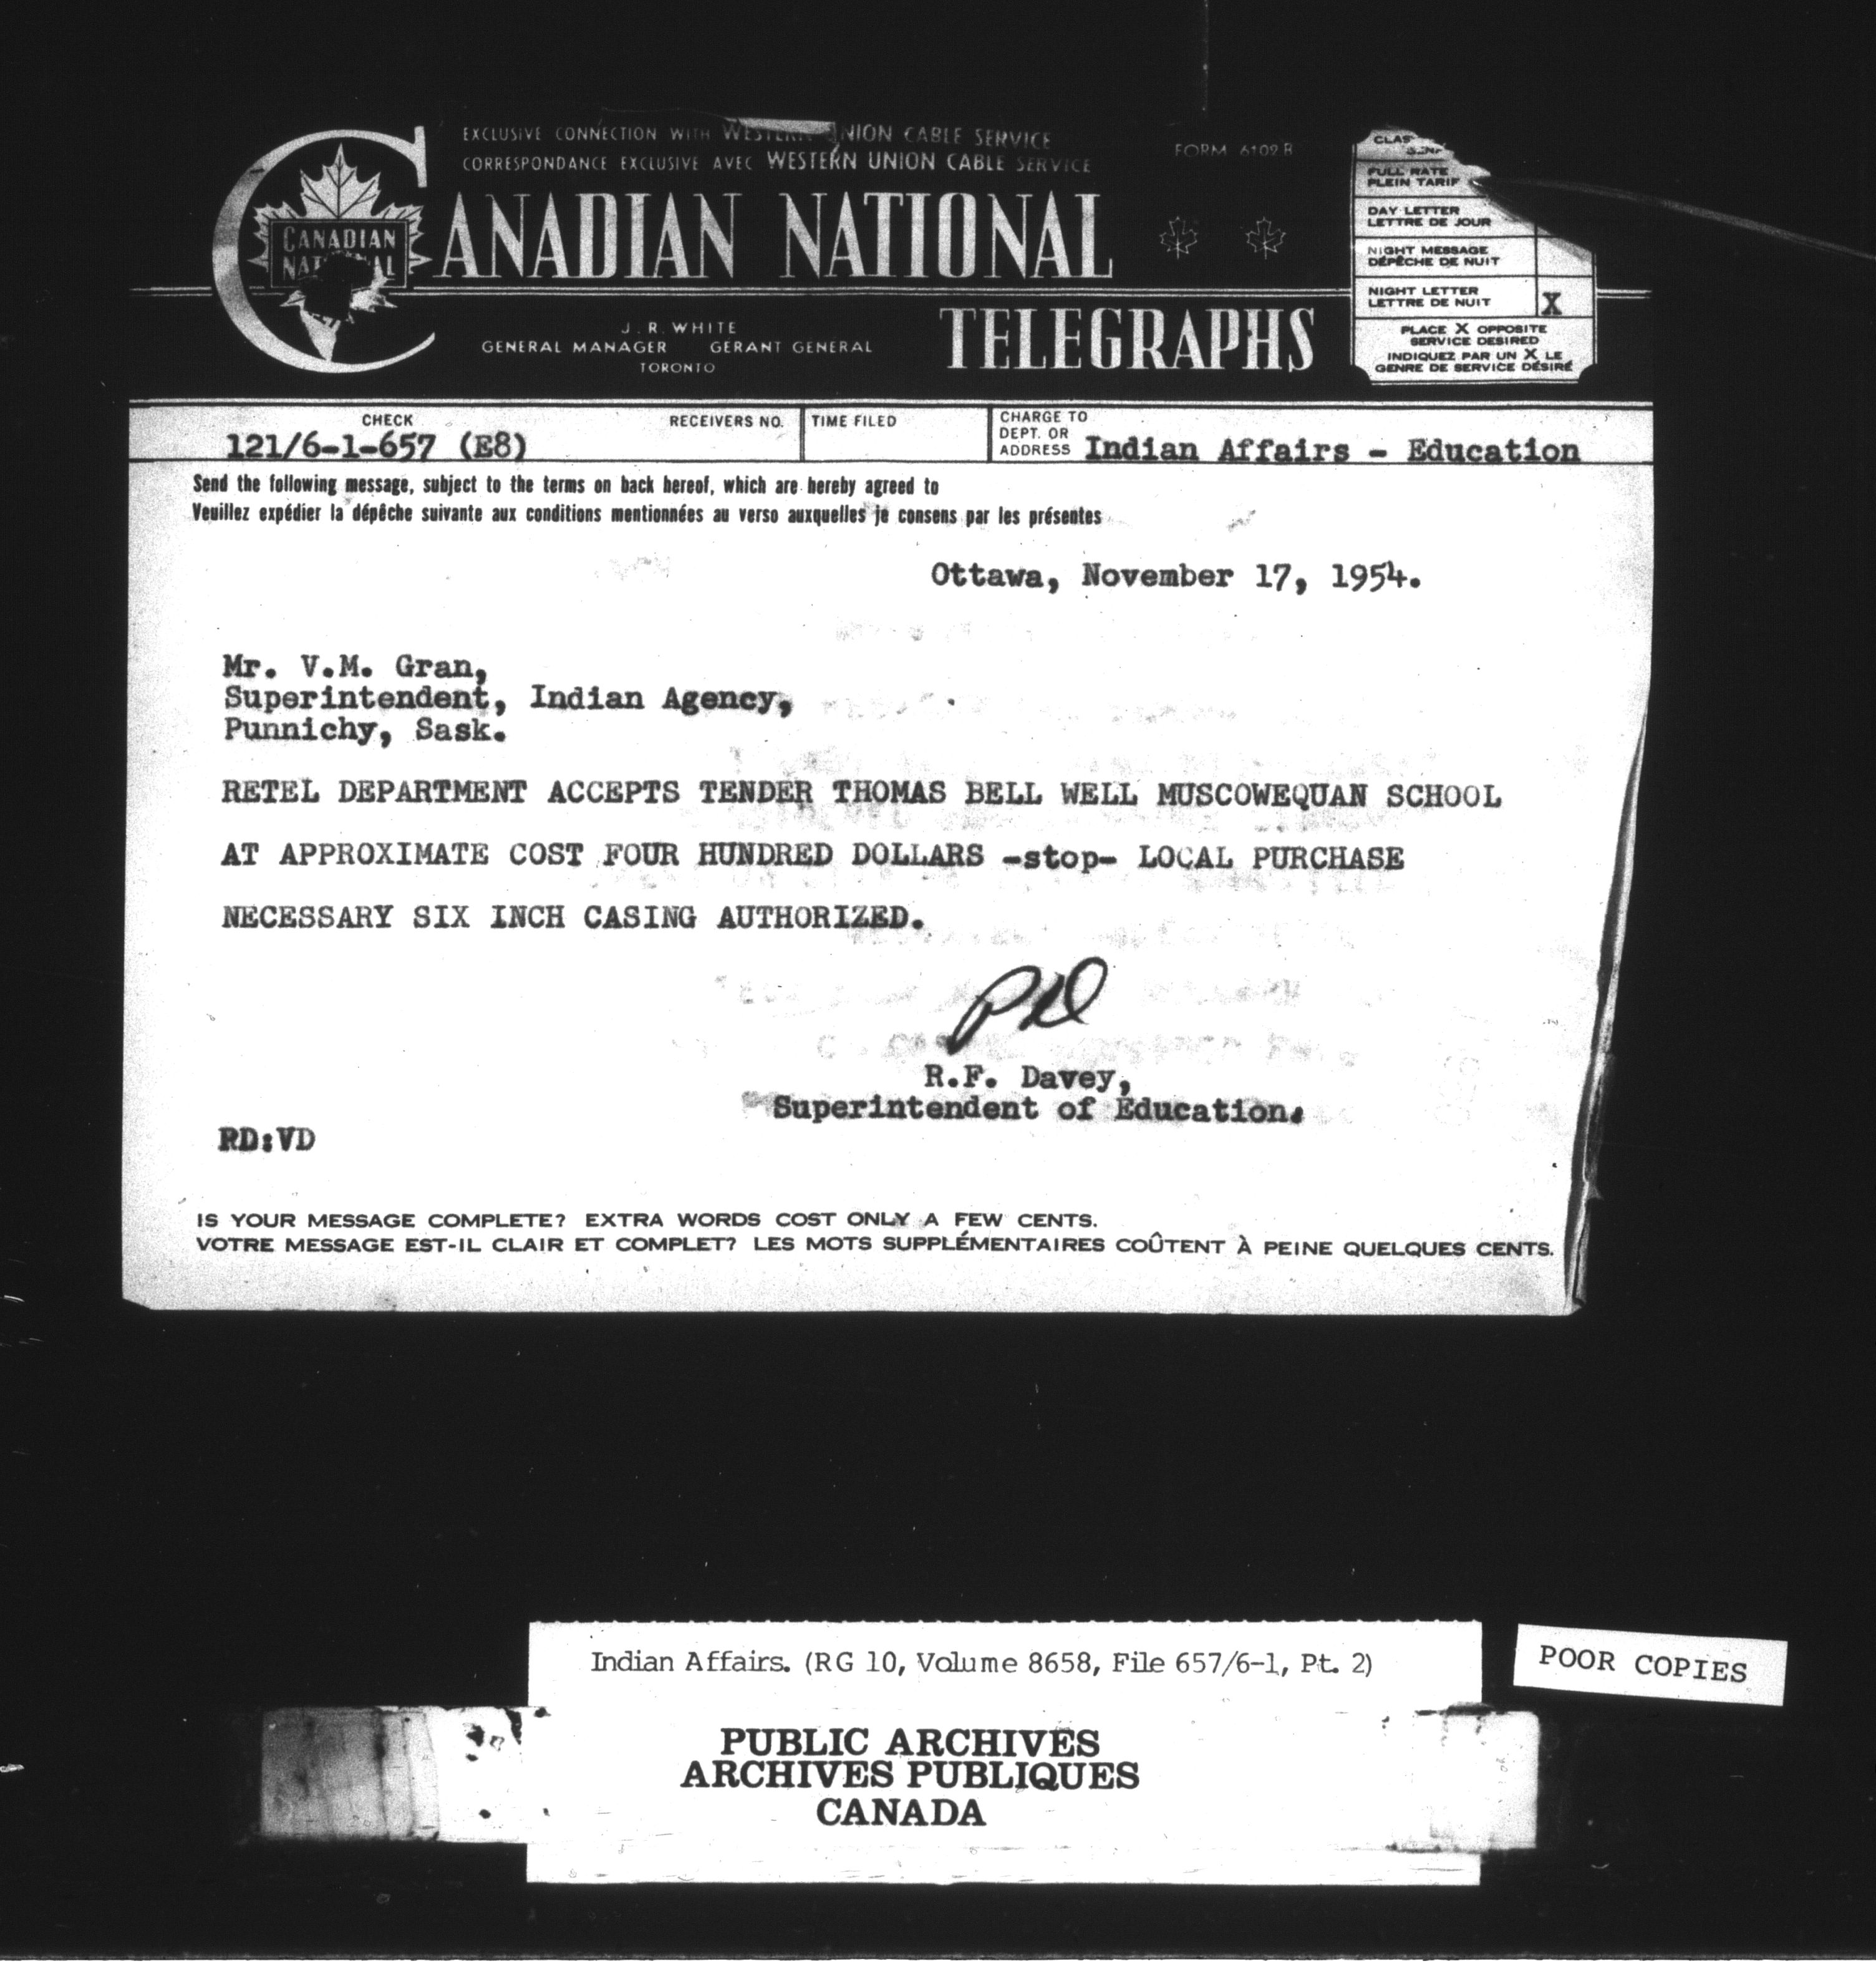 EXCLUSIVE CONNECTION WITH WESTERN UNION CABLE SERVICE
CORRESPONDANCE EXCLUSIVE AVEC WESTERN UNION CABLE SERVICE
FORM 6109 B
CANADIAN NATIONAL
CANADIAN
TELEGRAPHS
J. R. WHITE
GENERAL MANAGER GERANT GENERAL
TORONTO
FULL RATE
PLEIN TARIF
DAY LETTER
LETTRE DE JOUR
NIGHT MESSAGE
DÉPÊCHE DE NUIT
NIGHT LETTER
LETTRE DE NUIT X
PLACE X OPPOSITE
SERVICE DESIRED
INDIQUEZ PAR UN X LE
GENRE DE SERVICE DÉSIRÉ
CHECK
121/6-1-657 (E8)
RECEIVERS NO.
TIME FILED
CHARGE TO
DEPT. OR
ADDRESS Indian Affairs - Education
Send the following message, subject to the terms on back hereof, which are hereby agreed to
Veuillez expédier la dépêche suivante aux conditions mentionnées au verso auxquelles je consens par les présentes
Ottawa, November 17, 1954.
Mr. V.M. Gran,
Superintendent, Indian Agency,
Punnichy, Sask.
RETEL DEPARTMENT ACCEPTS TENDER THOMAS BELL WELL MUSCOWEQUAN SCHOOL
AT APPROXIMATE COST FOUR HUNDRED DOLLARS -stop- LOCAL PURCHASE
NECESSARY SIX INCH CASING AUTHORIZED.
R.F. Davey,
Superintendent of Education.
RD:VD
IS YOUR MESSAGE COMPLETE? EXTRA WORDS COST ONLY A FEW CENTS.
VOTRE MESSAGE EST-IL CLAIR ET COMPLET? LES MOTS SUPPLÉMENTAIRES COÛTENT À PEINE QUELQUES CENTS.
Indian Affairs. (RG 10, Volume 8658, File 657/6-1, Pt. 2)
POOR COPIES
PUBLIC ARCHIVES
ARCHIVES PUBLIQUES
CANADA